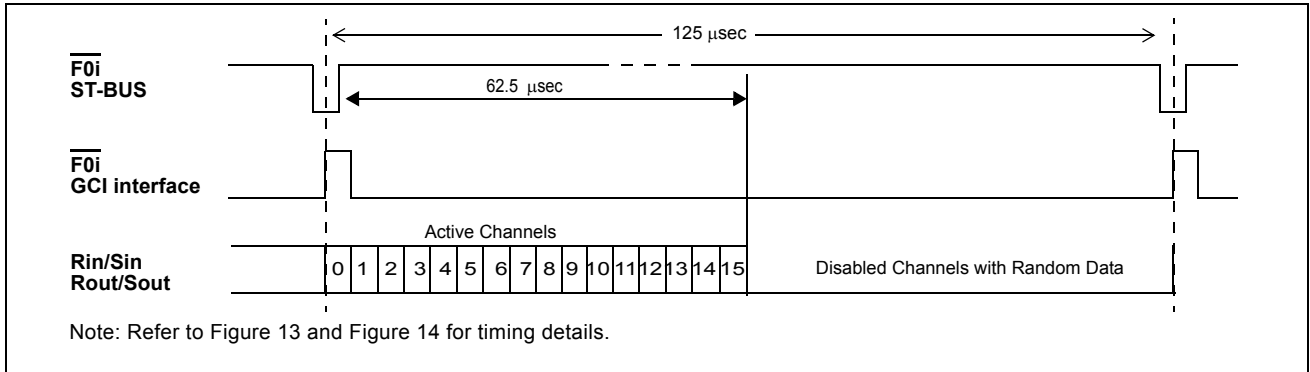 125 µsec
F0i
ST-BUS
62.5 µsec
F0i
GCI interface
Active Channels
Rin/Sin
Rout/Sout
0 1 2 3 4 5 6 7 8 9 10 11 12 13 14 15
Disabled Channels with Random Data
Note: Refer to Figure 13 and Figure 14 for timing details.